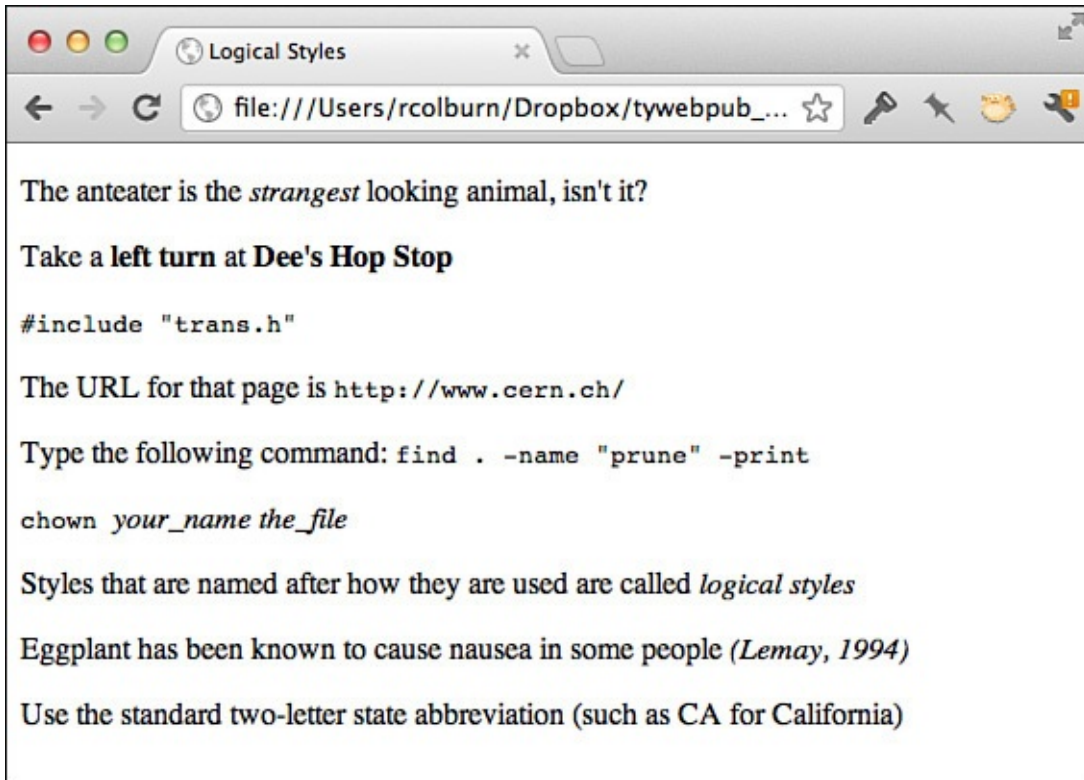 Logical Styles
file:///Users/rcolburn/Dropbox/tywebpub_...
The anteater is the strangest looking animal, isn't it?
Take a left turn at Dee's Hop Stop
#include "trans.h"
The URL for that page is http://www.cern.ch/
Type the following command: find . -name "prune" -print
chown your_name the_file
Styles that are named after how they are used are called logical styles
Eggplant has been known to cause nausea in some people (Lemay, 1994)
Use the standard two-letter state abbreviation (such as CA for California)